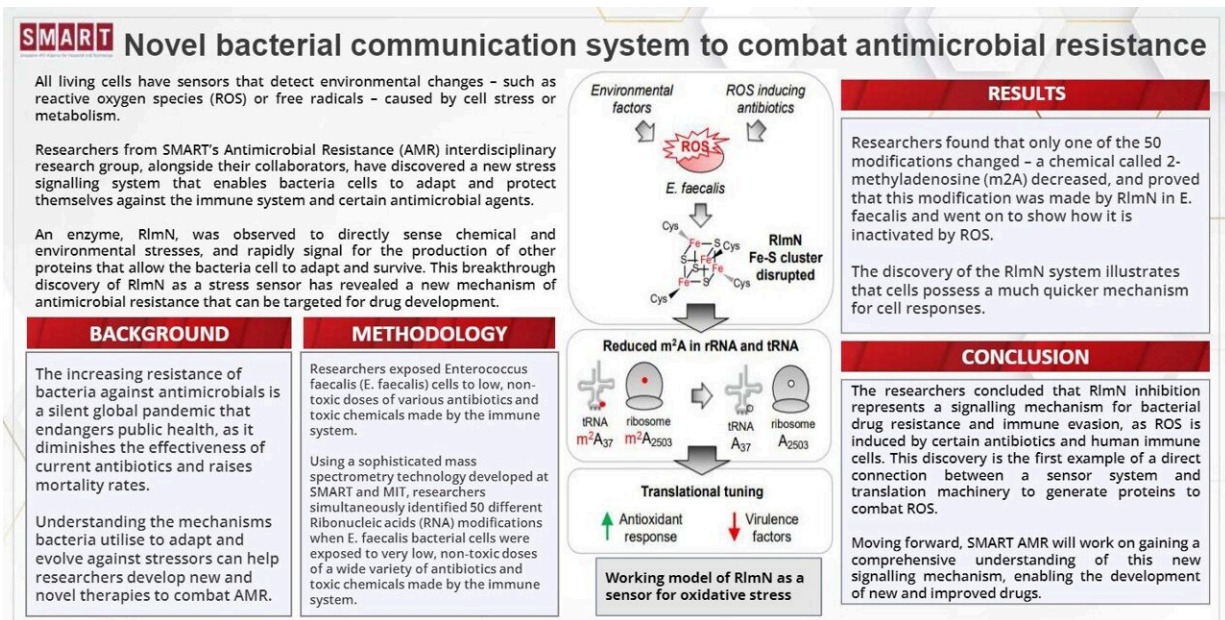 SMART
Novel bacterial communication system to combat antimicrobial resistance
All living cells have sensors that detect environmental changes – such as
reactive oxygen species (ROS) or free radicals – caused by cell stress or
metabolism.
Researchers from SMART's Antimicrobial Resistance (AMR) interdisciplinary
research group, alongside their collaborators, have discovered a new stress
signalling system that enables bacteria cells to adapt and protect
themselves against the immune system and certain antimicrobial agents.
An enzyme, RlmN, was observed to directly sense chemical and
environmental stresses, and rapidly signal for the production of other
proteins that allow the bacteria cell to adapt and survive. This breakthrough
discovery of RlmN as a stress sensor has revealed a new mechanism of
antimicrobial resistance that can be targeted for drug development.
BACKGROUND
The increasing resistance of
bacteria against antimicrobials is
a silent global pandemic that
endangers public health, as it
diminishes the effectiveness of
current antibiotics and raises
mortality rates.
Understanding the mechanisms
bacteria utilise to adapt and
evolve against stressors can help
researchers develop new and
novel therapies to combat AMR.
METHODOLOGY
Researchers exposed Enterococcus
faecalis (E. faecalis) cells to low, non-
toxic doses of various antibiotics and
toxic chemicals made by the immune
system.
Using a sophisticated mass
spectrometry technology developed at
SMART and MIT, researchers
simultaneously identified 50 different
Ribonucleic acids (RNA) modifications
when E. faecalis bacterial cells were
exposed to very low, non-toxic doses
of a wide variety of antibiotics and
toxic chemicals made by the immune
system.
Environmental
factors
ROS inducing
antibiotics
ROS
E. faecalis
Cys
Fe S Cys
S Fe
Fe
Fe S
Cys
Cys
RlmN
Fe-S cluster
disrupted
Reduced m²A in rRNA and tRNA
tRNA
m²A₃₇
ribosome
m²A₂₅₀₃
tRNA
A₃₇
ribosome
A₂₅₀₃
Translational tuning
Antioxidant
response
Virulence
factors
Working model of RlmN as a
sensor for oxidative stress
RESULTS
Researchers found that only one of the 50
modifications changed – a chemical called 2-
methyladenosine (m2A) decreased, and proved
that this modification was made by RlmN in E.
faecalis and went on to show how it is
inactivated by ROS.
The discovery of the RlmN system illustrates
that cells possess a much quicker mechanism
for cell responses.
CONCLUSION
The researchers concluded that RlmN inhibition
represents a signalling mechanism for bacterial
drug resistance and immune evasion, as ROS is
induced by certain antibiotics and human immune
cells. This discovery is the first example of a direct
connection between a sensor system and
translation machinery to generate proteins to
combat ROS.
Moving forward, SMART AMR will work on gaining a
comprehensive understanding of this new
signalling mechanism, enabling the development
of new and improved drugs.